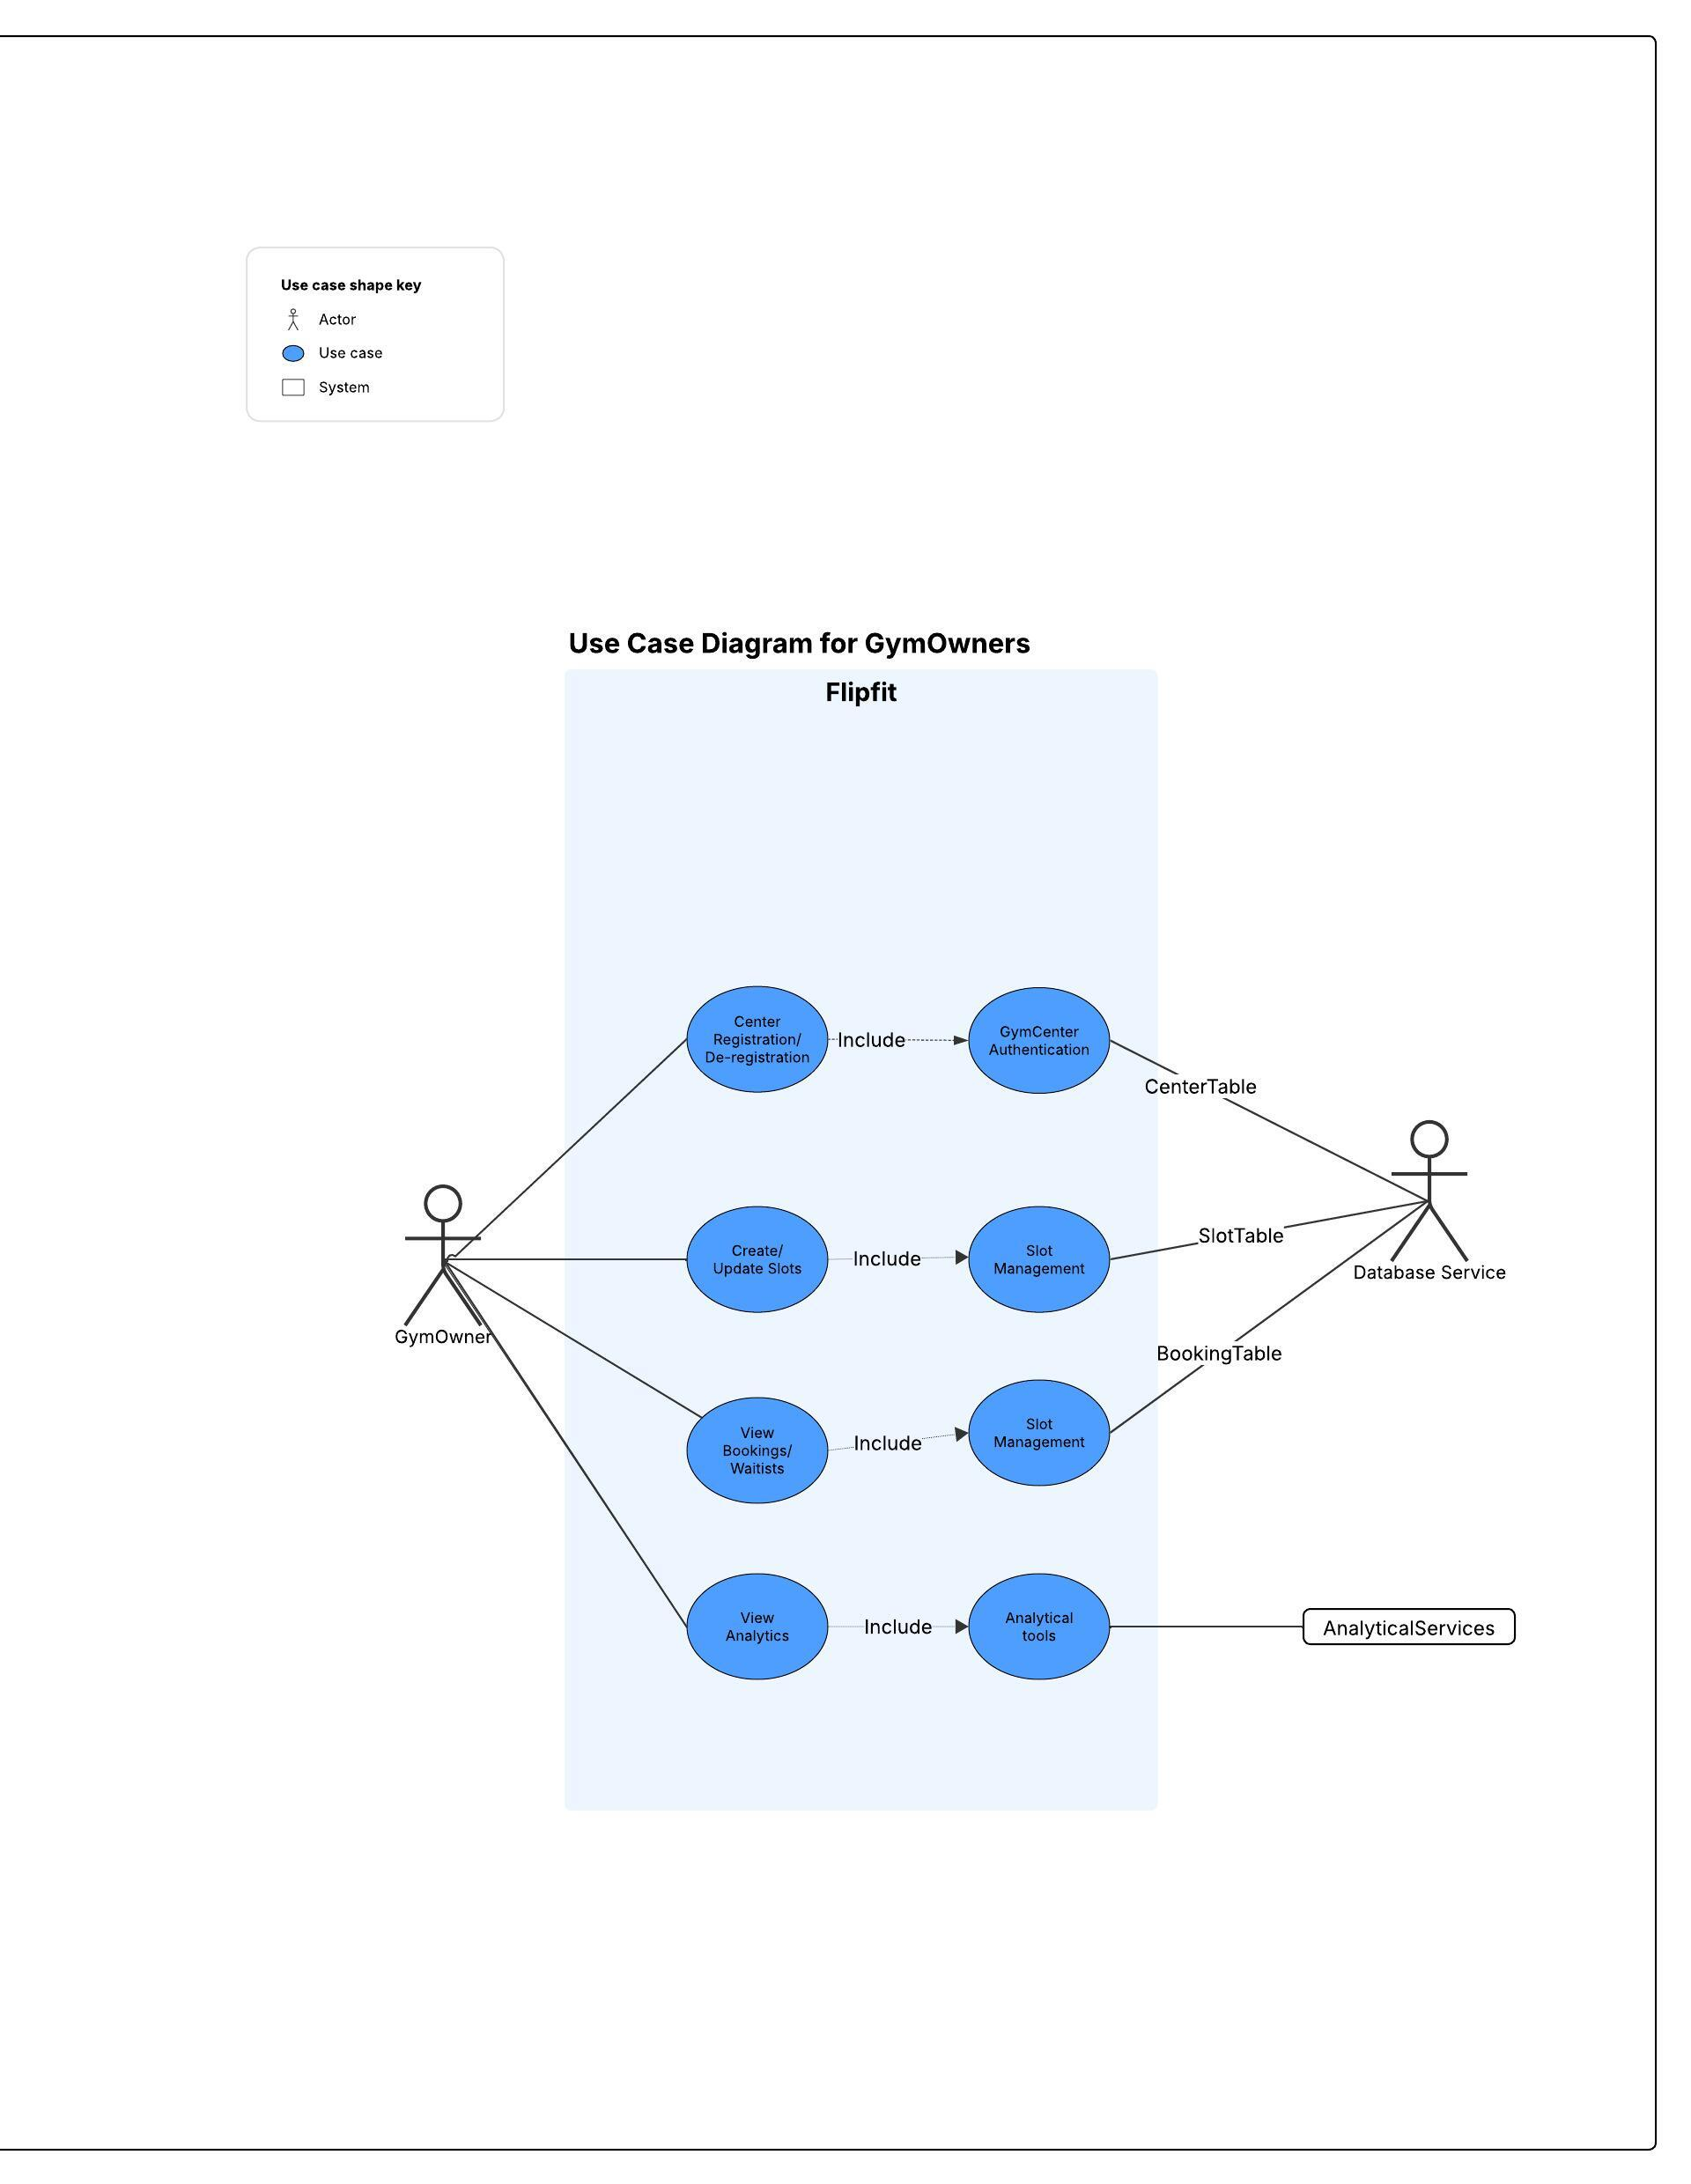 Use case shape key
Actor
Use case
System
Use Case Diagram for GymOwners
Flipfit
Center
Registration/
De-registration
Include
GymCenter
Authentication
CenterTable
Create/
Update Slots
Include
Slot
Management
SlotTable
Database Service
GymOwner
BookingTable
View
Bookings/
Waitists
Include
Slot
Management
View
Analytics
Include
Analytical
tools
AnalyticalServices